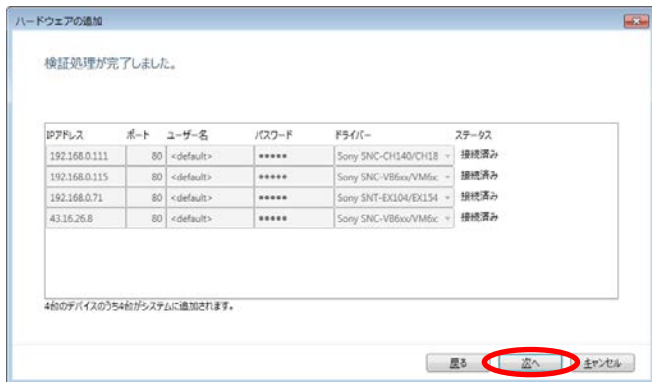 ハードウェアの追加
検証処理が完了しました。
IPアドレス ポート ユーザー名 パスワード ドライバー ステータス
192.168.0.111 80 <default> ●●●●● Sony SNC-CH140/CH18 接続済み
192.168.0.115 80 <default> ●●●●● Sony SNC-VB6xx/VM6x 接続済み
192.168.0.71 80 <default> ●●●●● Sony SNT-EX104/EX154 接続済み
43.16.26.8 80 <default> ●●●●● Sony SNC-VB6xx/VM6x 接続済み
4台のデバイスのうち4台がシステムに追加されます。
戻る 次へ キャンセル